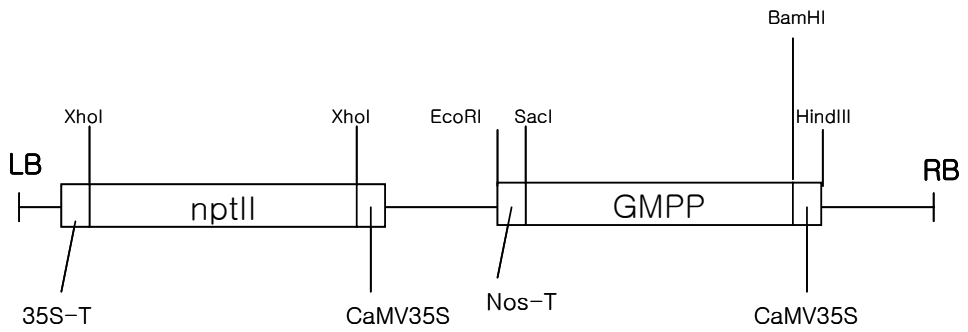 BamHI
XhoI
XhoI
EcoRI
SacI
HindIII
LB
RB
nptII
GMPP
35S-T
CaMV35S
Nos-T
CaMV35S